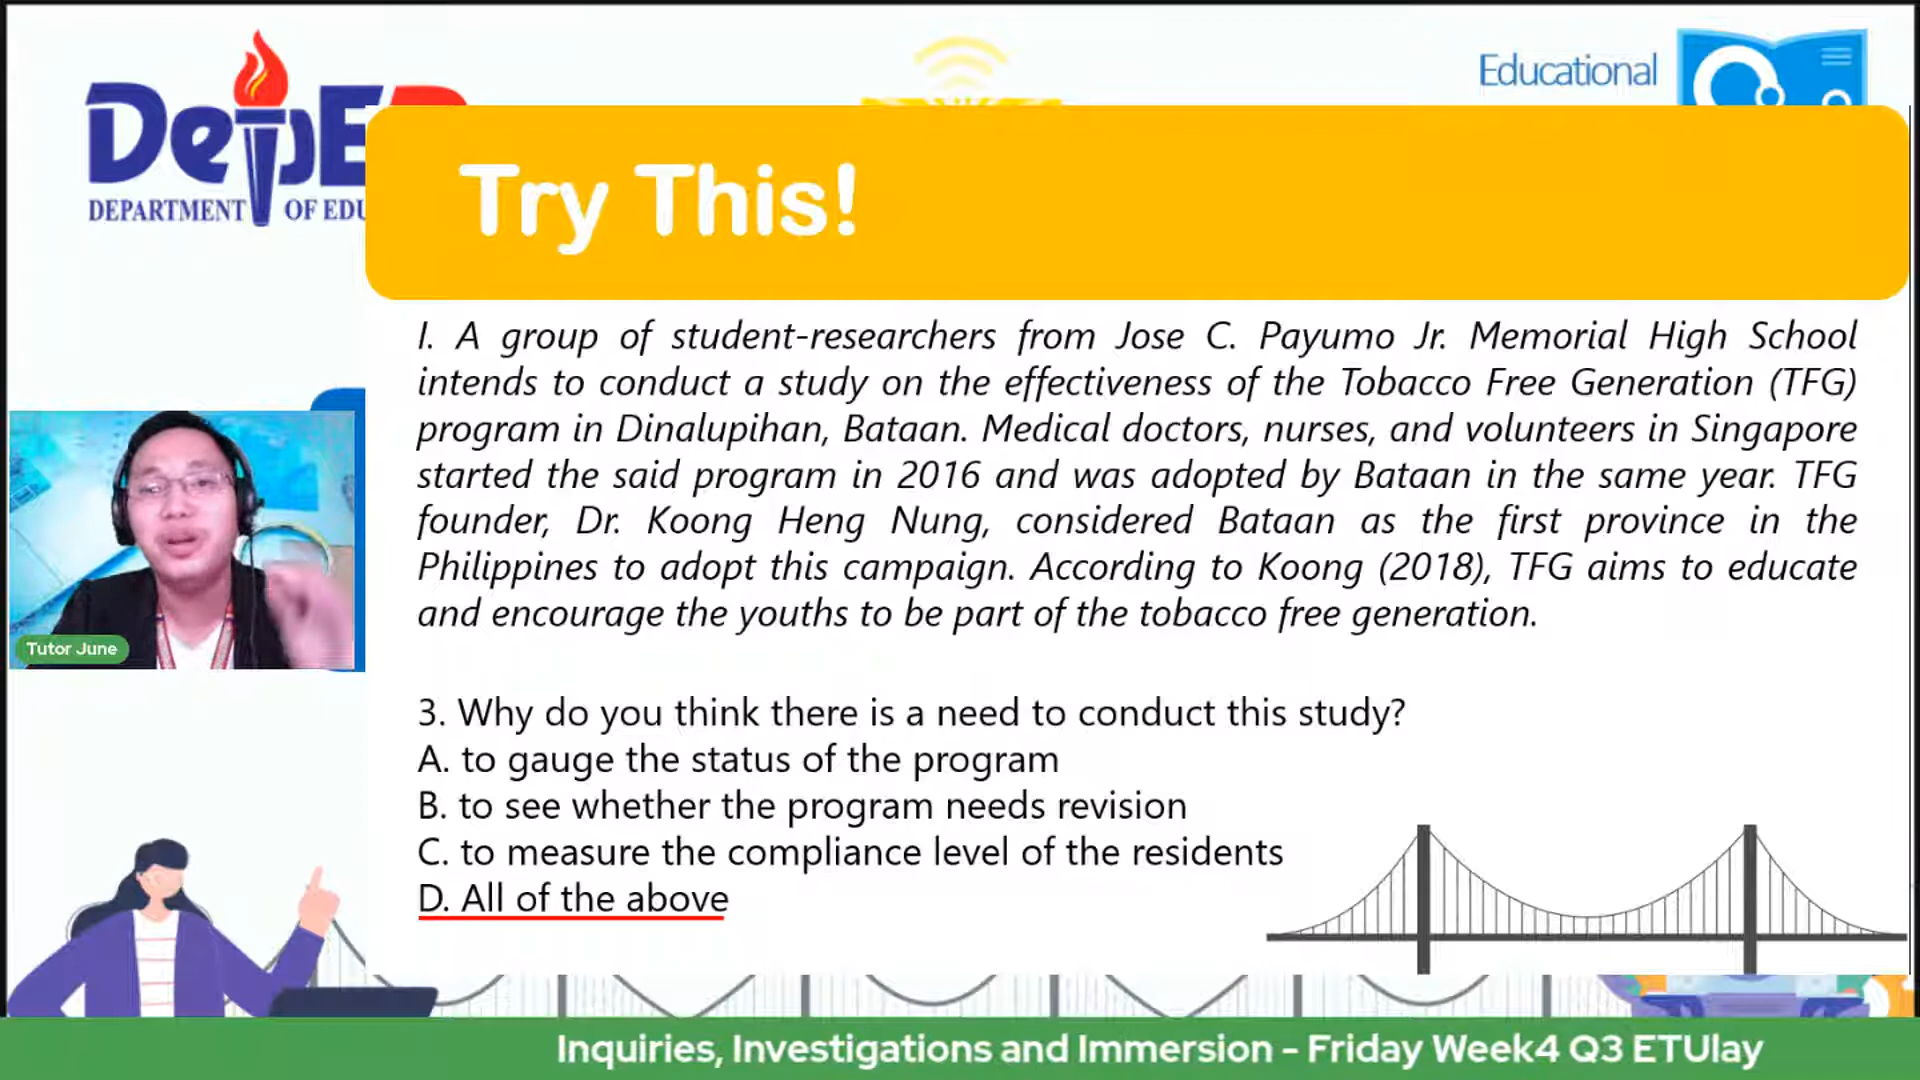 DepE
DEPARTMENT OF EDU
Educational
Try This!
I. A group of student-researchers from Jose C. Payumo Jr. Memorial High School
intends to conduct a study on the effectiveness of the Tobacco Free Generation (TFG)
program in Dinalupihan, Bataan. Medical doctors, nurses, and volunteers in Singapore
started the said program in 2016 and was adopted by Bataan in the same year. TFG
founder, Dr. Koong Heng Nung, considered Bataan as the first province in the
Philippines to adopt this campaign. According to Koong (2018), TFG aims to educate
and encourage the youths to be part of the tobacco free generation.
Tutor June
3. Why do you think there is a need to conduct this study?
A. to gauge the status of the program
B. to see whether the program needs revision
C. to measure the compliance level of the residents
D. All of the above
Inquiries, Investigations and Immersion - Friday Week4 Q3 ETUlay